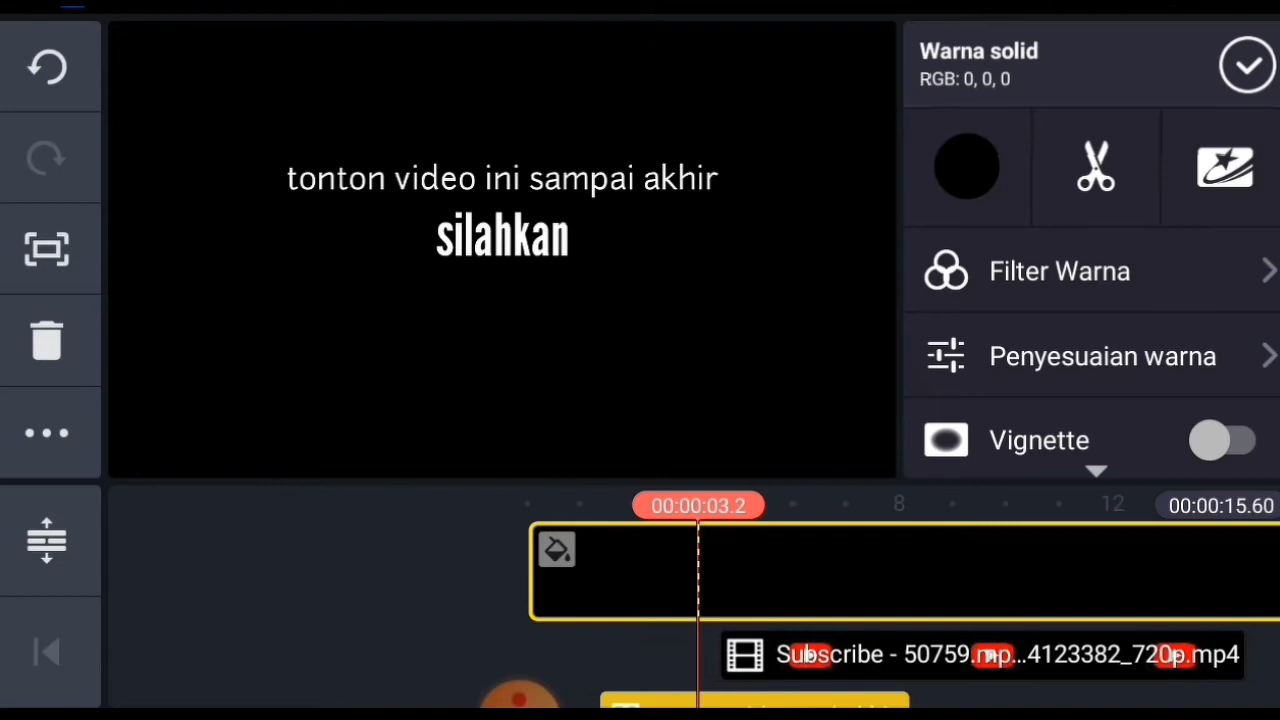 Warna solid
RGB: 0, 0, 0
tonton video ini sampai akhir
silahkan
Filter Warna
Penyesuaian warna
Vignette
00:00:03.2
8
12
00:00:15.60
Subscribe - 50759.mp...4123382_720p.mp4